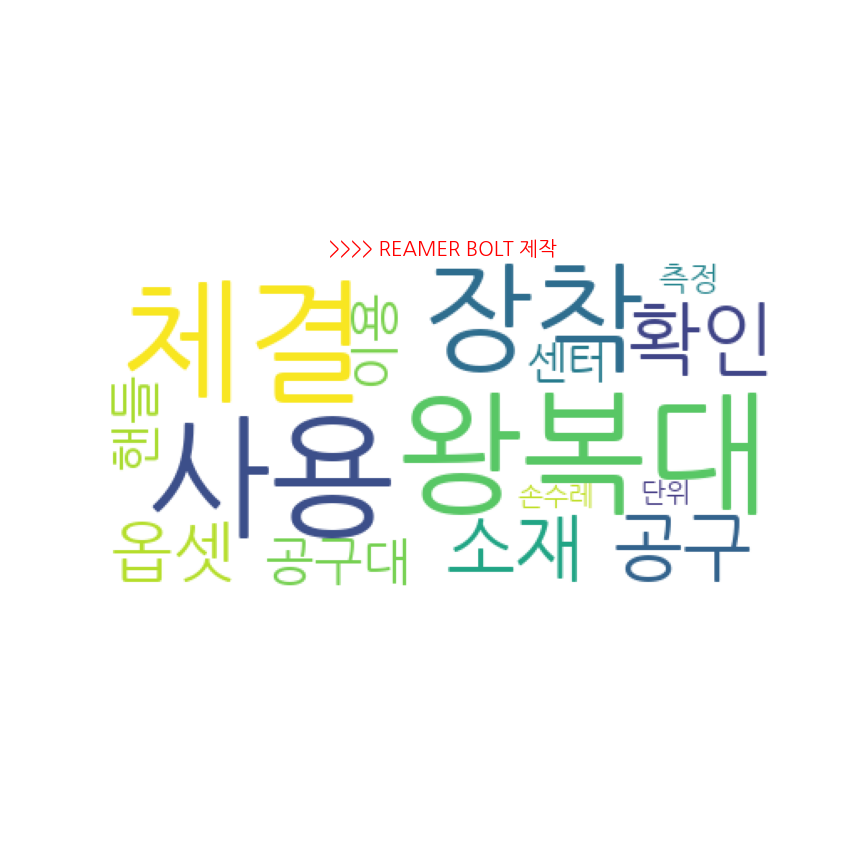 >>>> REAMER BOLT 제작
체결
이용
장착
측정
확인
센터
핸들
사용
왕복대
손수레
단위
옵셋
공구대
소재
공구